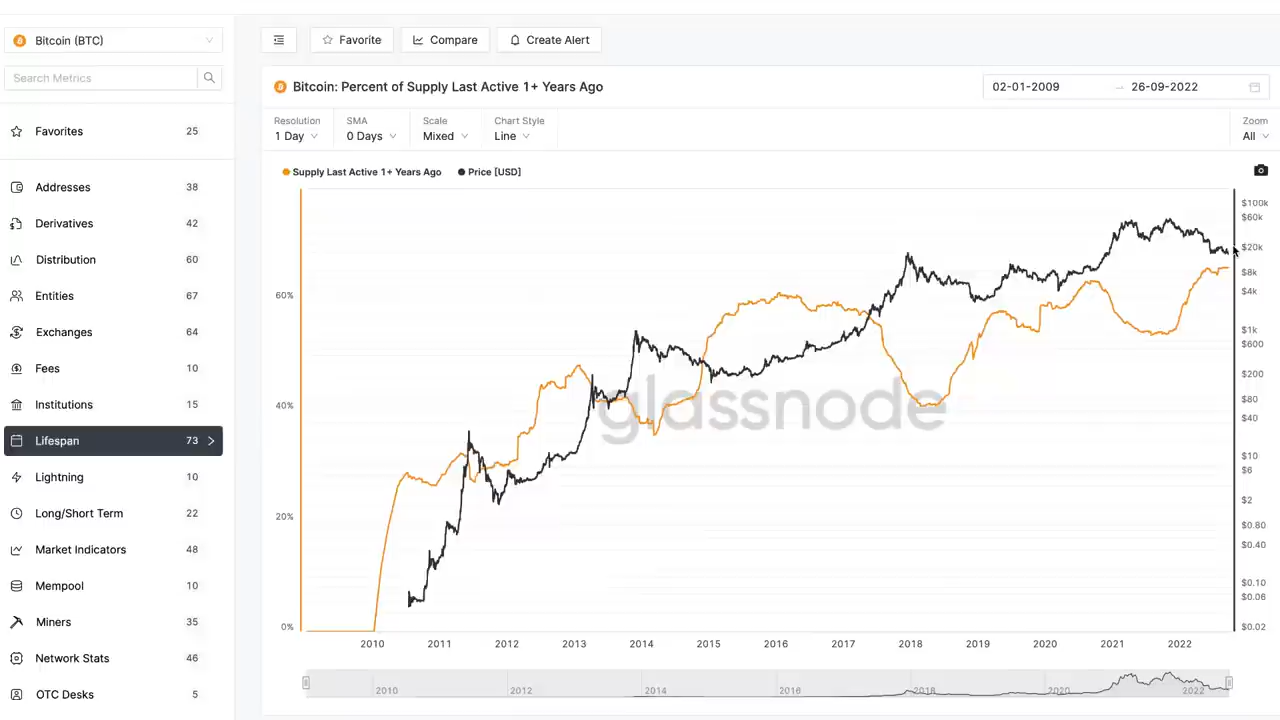 Bitcoin (BTC)
Search Metrics
Favorites 25
Addresses 38
Derivatives 42
Distribution 60
Entities 67
Exchanges 64
Fees 10
Institutions 15
Lifespan 73
Lightning 10
Long/Short Term 22
Market Indicators 48
Mempool 10
Miners 35
Network Stats 46
OTC Desks 5
Favorite Compare Create Alert
Bitcoin: Percent of Supply Last Active 1+ Years Ago
02-01-2009 → 26-09-2022
Resolution SMA Scale Chart Style Zoom
1 Day 0 Days Mixed Line All
Supply Last Active 1+ Years Ago Price [USD]
60%
40%
20%
0%
glassnode
$100k
$60k
$20k
$8k
$4k
$1k
$600
$200
$80
$40
$10
$6
$2
$0.80
$0.40
$0.10
$0.06
$0.02
2010 2011 2012 2013 2014 2015 2016 2017 2018 2019 2020 2021 2022
2010 2012 2014 2016 2018 2020 2022